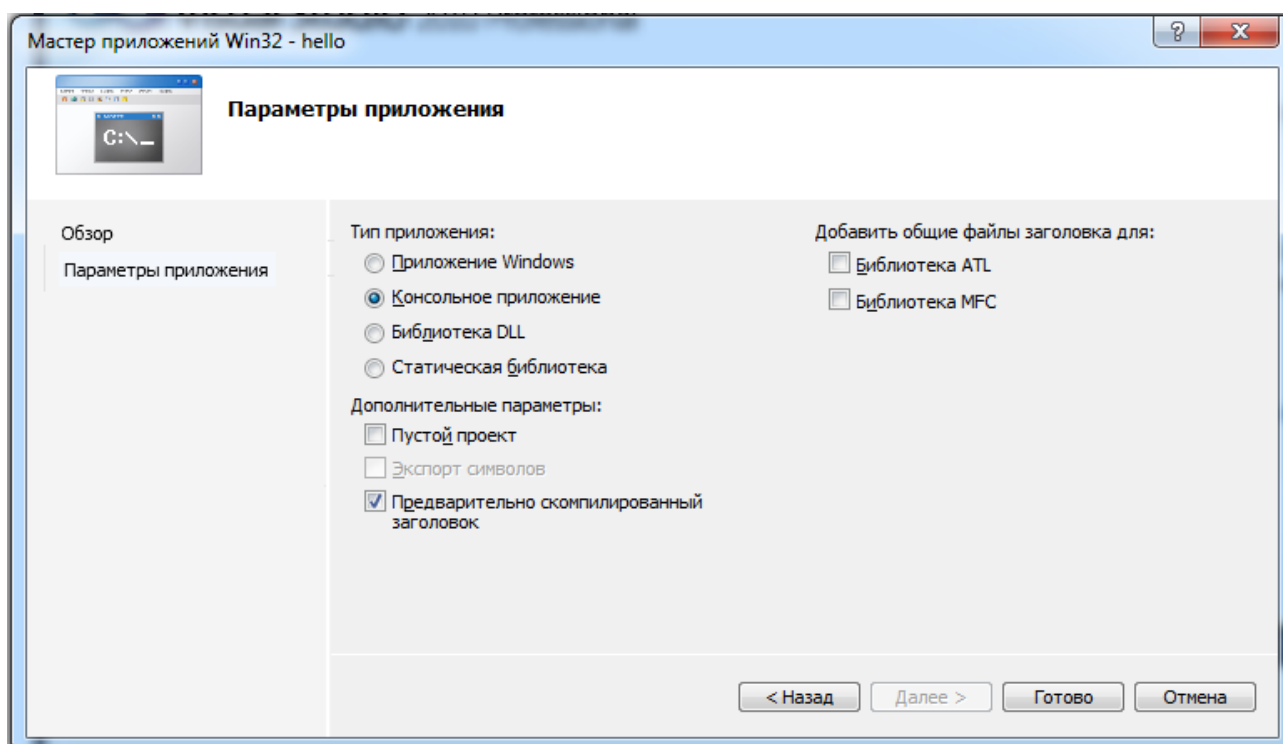 Мастер приложений Win32 - hello
C:\_
Параметры приложения
Обзор
Параметры приложения
Тип приложения:
Приложение Windows
Консольное приложение
Библиотека DLL
Статическая библиотека
Дополнительные параметры:
Пустой проект
Экспорт символов
Предварительно скомпилированный
заголовок
Добавить общие файлы заголовка для:
Библиотека ATL
Библиотека MFC
< Назад
Далее >
Готово
Отмена